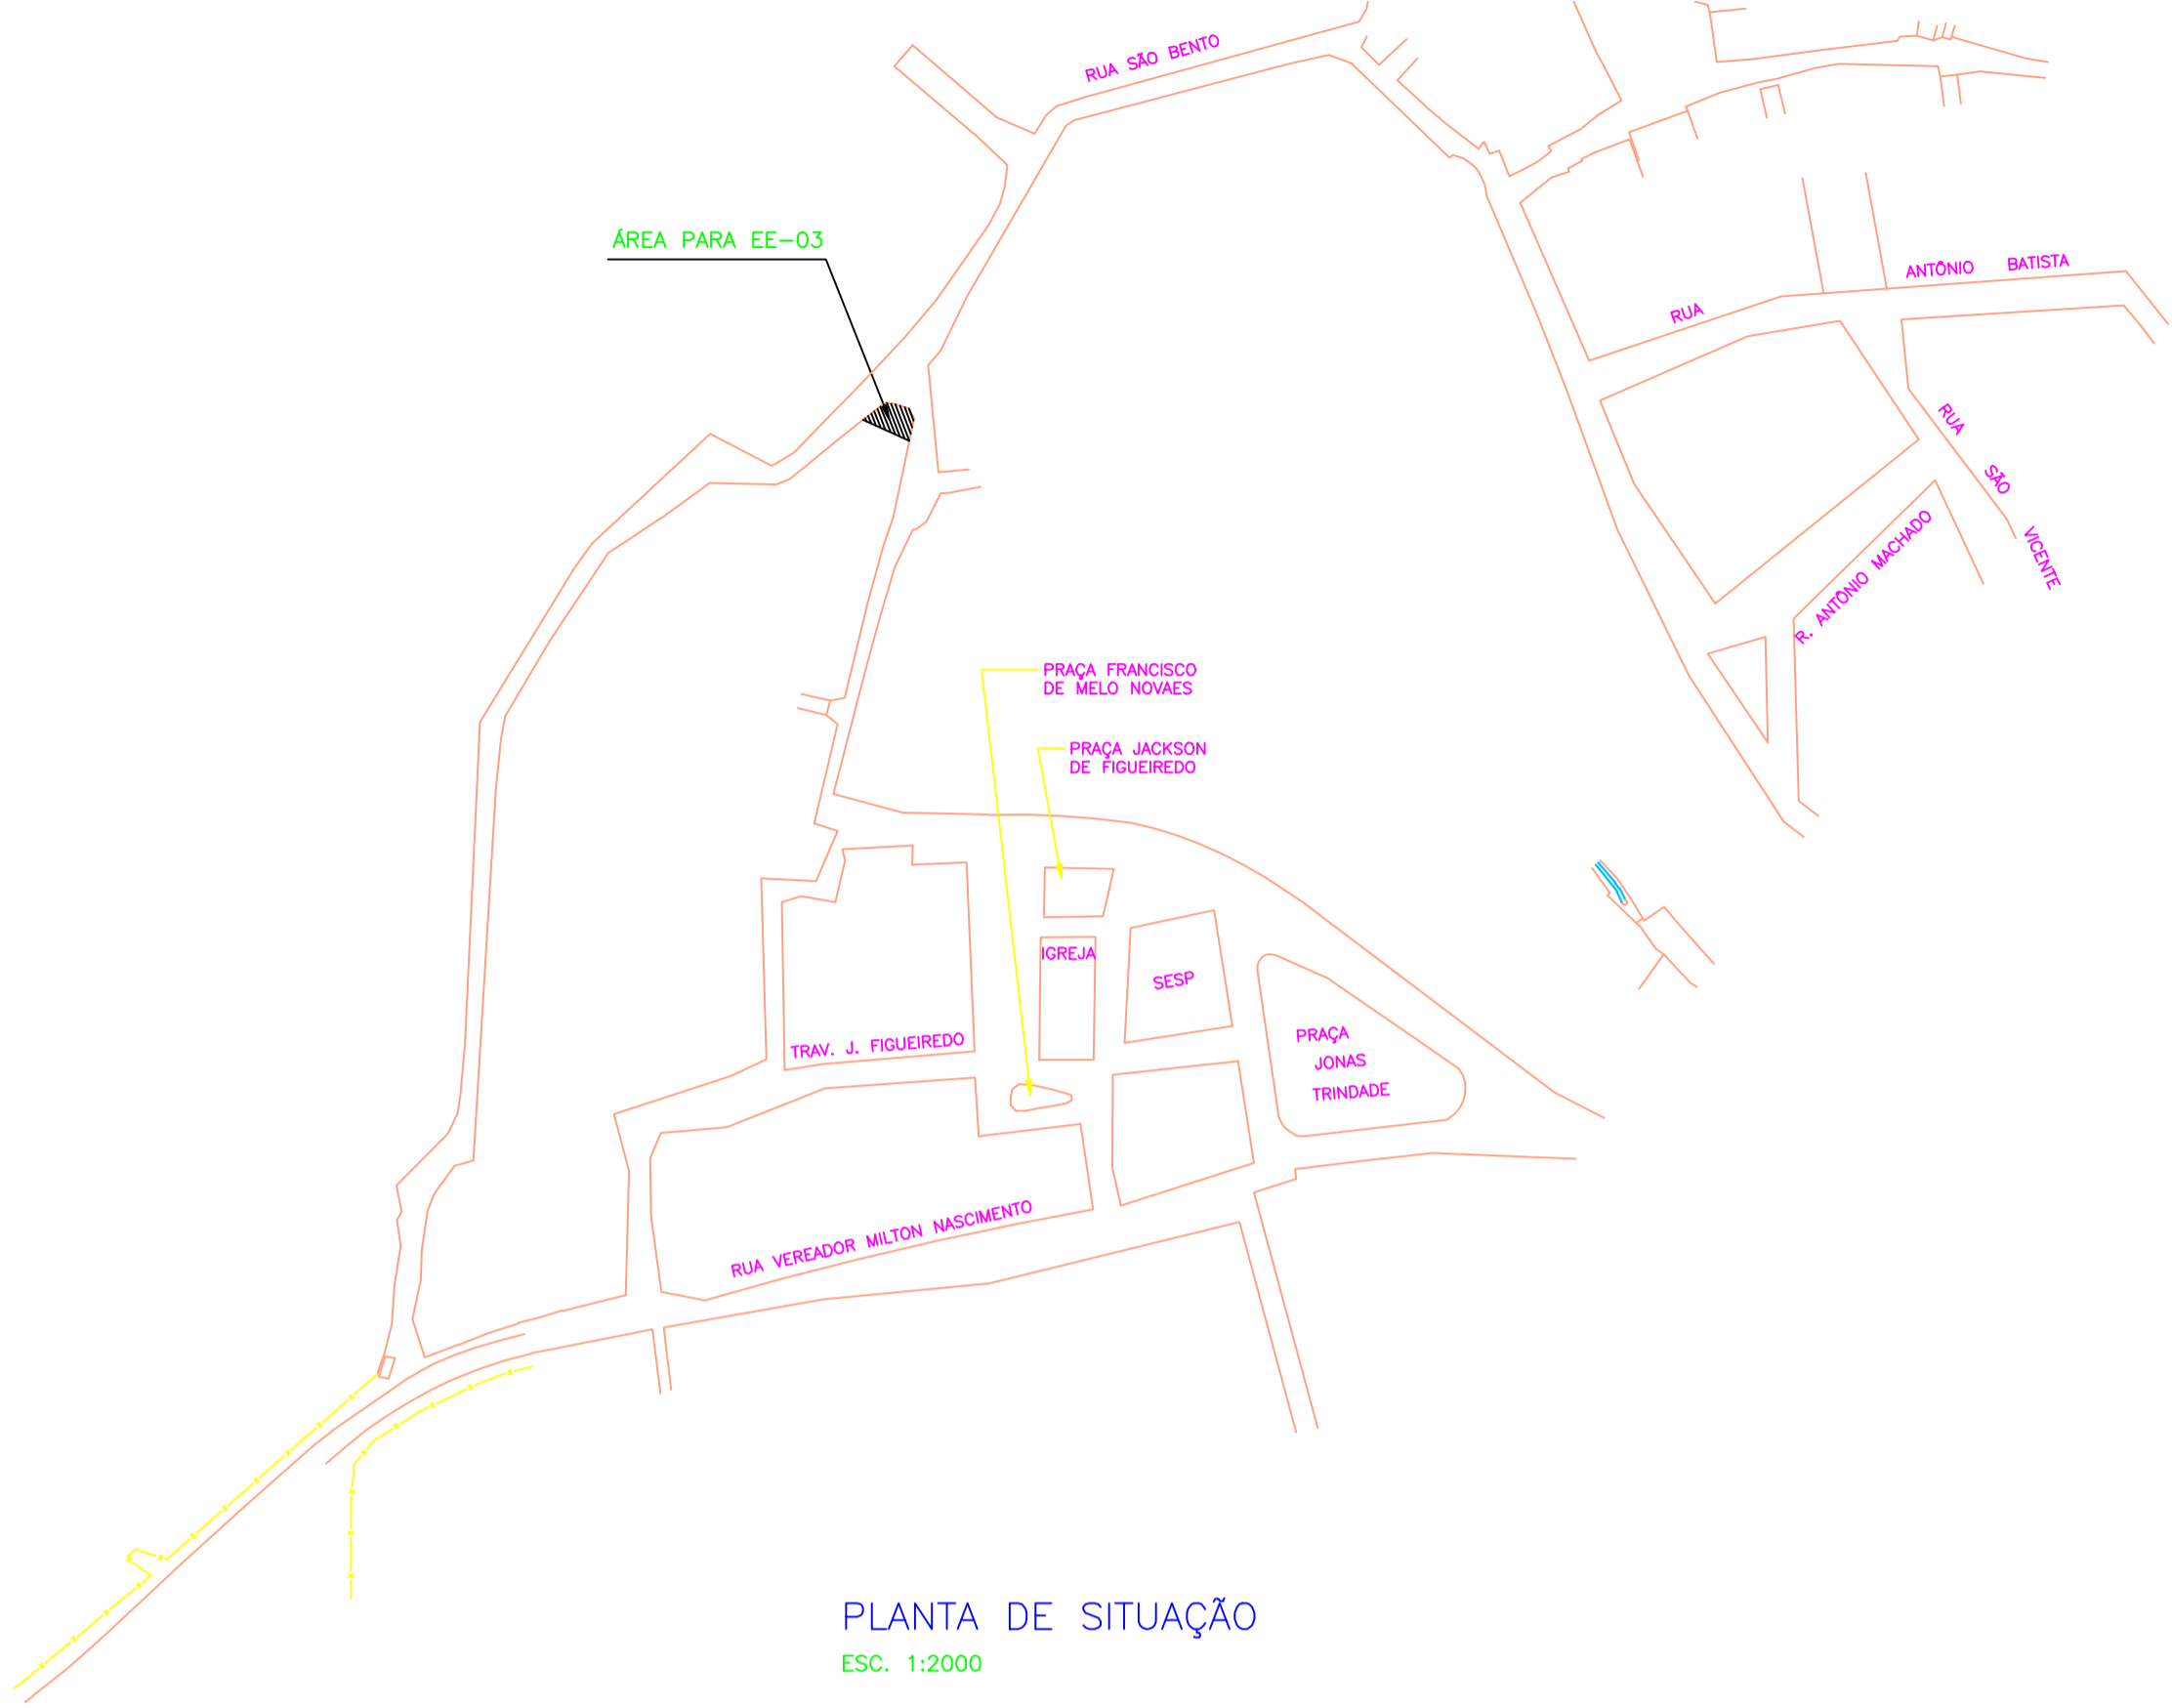 RUA SÃO BENTO
ÁREA PARA EE-03
RUA ANTÔNIO BATISTA
RUA SÃO VICENTE
R. ANTÔNIO MACHADO
PRAÇA FRANCISCO
DE MELO NOVAES
PRAÇA JACKSON
DE FIGUEIREDO
IGREJA
SESP
TRAV. J. FIGUEIREDO
PRAÇA
JONAS
TRINDADE
RUA VEREADOR MILTON NASCIMENTO
PLANTA DE SITUAÇÃO
ESC. 1:2000